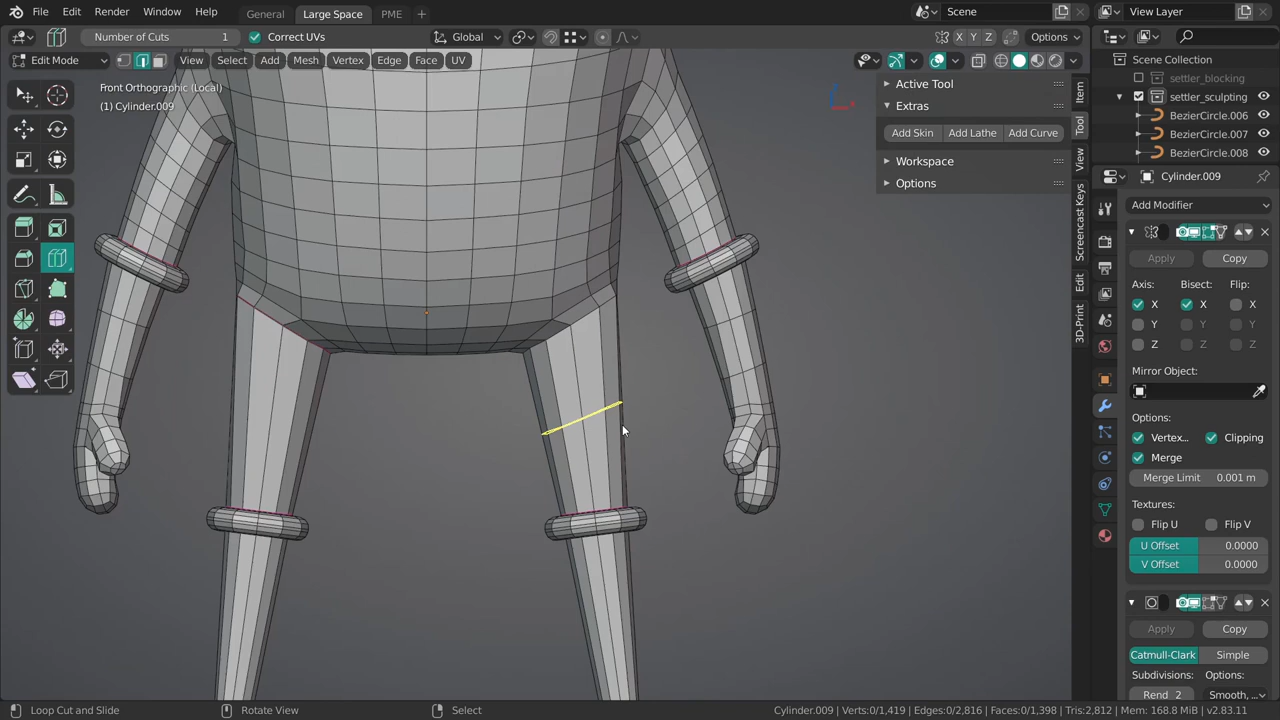 File Edit Render Window Help General Large Space PME Scene View Layer
Number of Cuts 1 Correct UVs Global X Y Z Options
Edit Mode View Select Add Mesh Vertex Edge Face UV
Front Orthographic (Local)
(1) Cylinder.009
Active Tool
Extras
Add Skin Add Lathe Add Curve
Workspace
Options
Item
Tool
View
Screencast Keys
Edit
3D-Print
Scene Collection
settler_blocking
settler_sculpting
BezierCircle.006
BezierCircle.007
BezierCircle.008
Cylinder.009
Add Modifier
Apply Copy
Axis: Bisect: Flip:
X X X
Y Y Y
Z Z Z
Mirror Object:
Options:
Vertex... Clipping
Merge
Merge Limit 0.001 m
Textures:
Flip U Flip V
U Offset 0.0000
V Offset 0.0000
Apply Copy
Catmull-Clark Simple
Subdivisions: Options:
Rend 2 Smooth,...
Loop Cut and Slide Rotate View Select Cylinder.009 | Verts:0/1,419 | Edges:0/2,816 | Faces:0/1,398 | Tris:2,812 | Mem: 168.8 MiB | v2.83.11